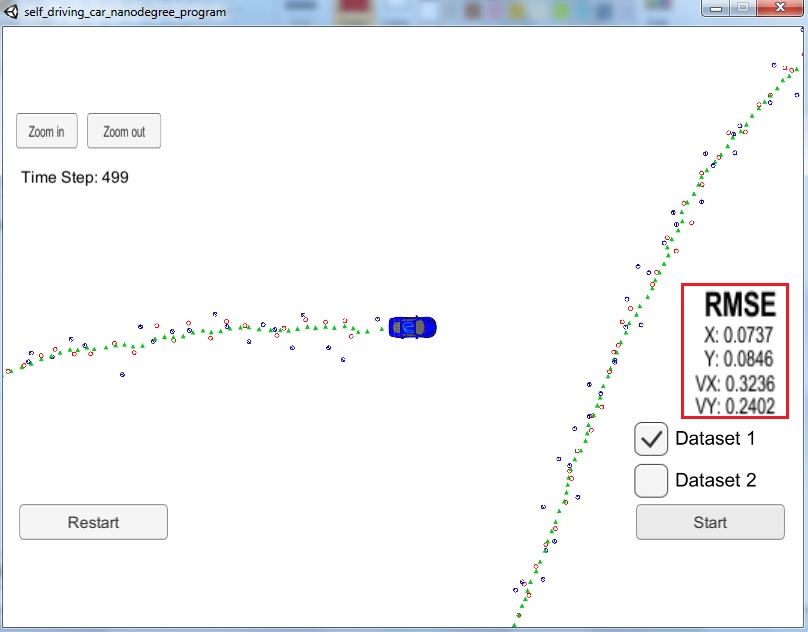 self_driving_car_nanodegree_program
Zoom in
Zoom out
Time Step: 499
RMSE
X: 0.0737
Y: 0.0846
VX: 0.3236
VY: 0.2402
Dataset 1
Dataset 2
Restart
Start